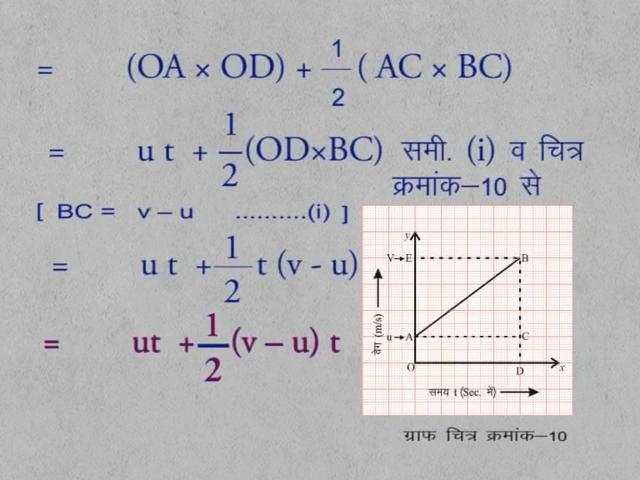 = (OA × OD) + 1/2 ( AC × BC)
= u t + 1/2 (OD×BC) समी. (i) व चित्र
क्रमांक–10 से
[ BC = v – u ..........(i) ]
= u t + 1/2 t (v - u)
= ut + 1/2 (v – u) t
y
V→E B
वेग (m/s)
u→A C
O D x
समय t (Sec. में)
ग्राफ चित्र क्रमांक–10